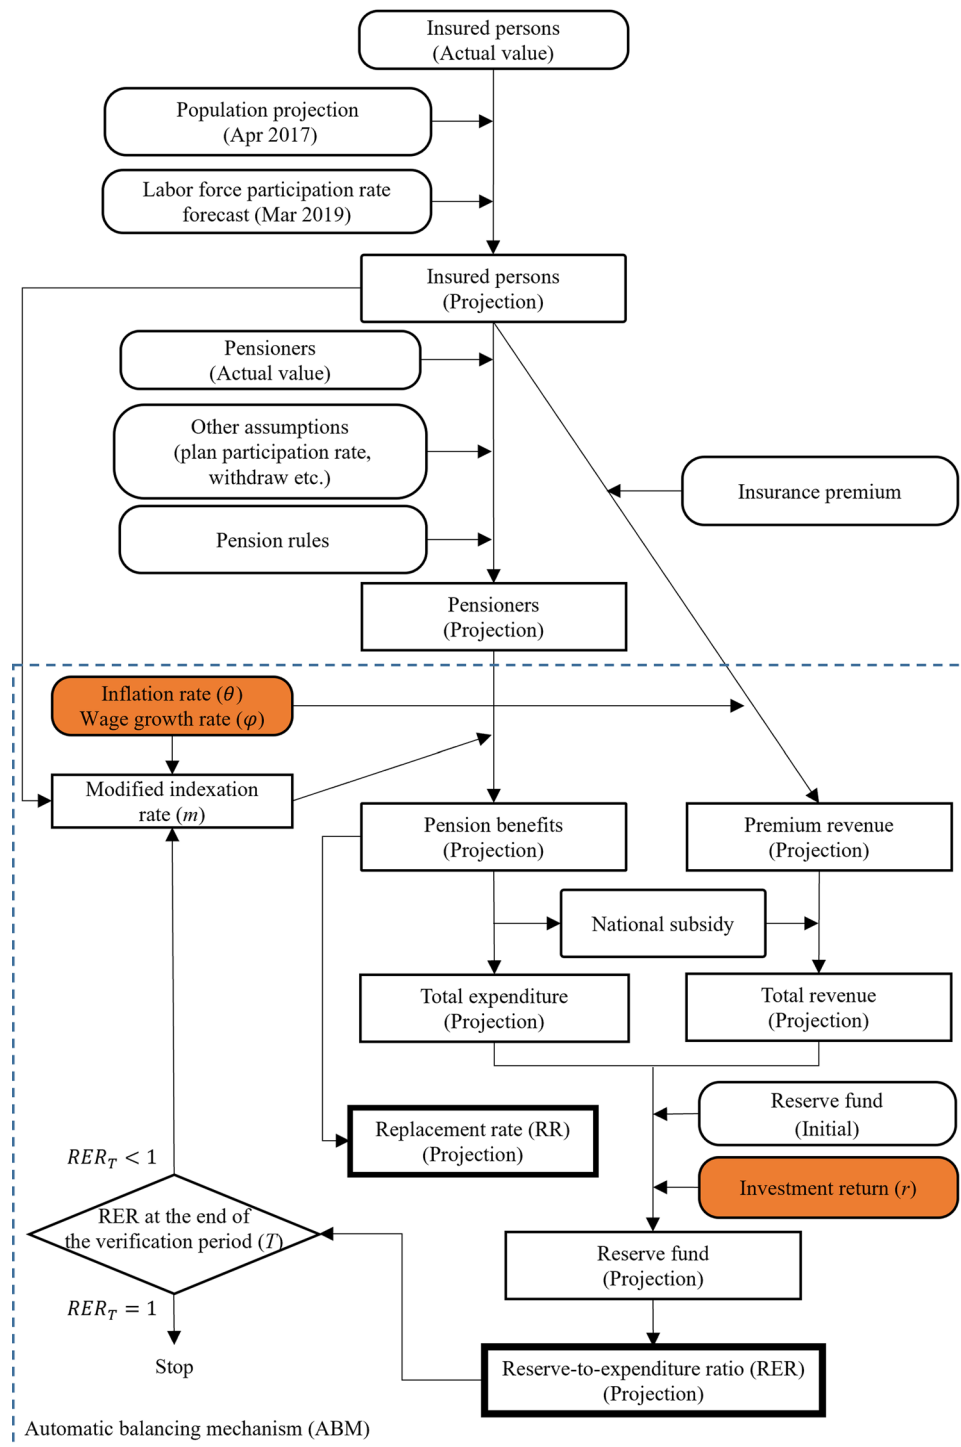 Insured persons
(Actual value)
Population projection
(Apr 2017)
Labor force participation rate
forecast (Mar 2019)
Insured persons
(Projection)
Pensioners
(Actual value)
Other assumptions
(plan participation rate,
withdraw etc.)
Insurance premium
Pension rules
Pensioners
(Projection)
Inflation rate (θ)
Wage growth rate (φ)
Modified indexation
rate (m)
Pension benefits
(Projection)
Premium revenue
(Projection)
National subsidy
Total expenditure
(Projection)
Total revenue
(Projection)
Reserve fund
(Initial)
Replacement rate (RR)
(Projection)
RER_T < 1
Investment return (r)
RER at the end of
the verification period (T)
Reserve fund
(Projection)
RER_T = 1
Stop
Reserve-to-expenditure ratio (RER)
(Projection)
Automatic balancing mechanism (ABM)